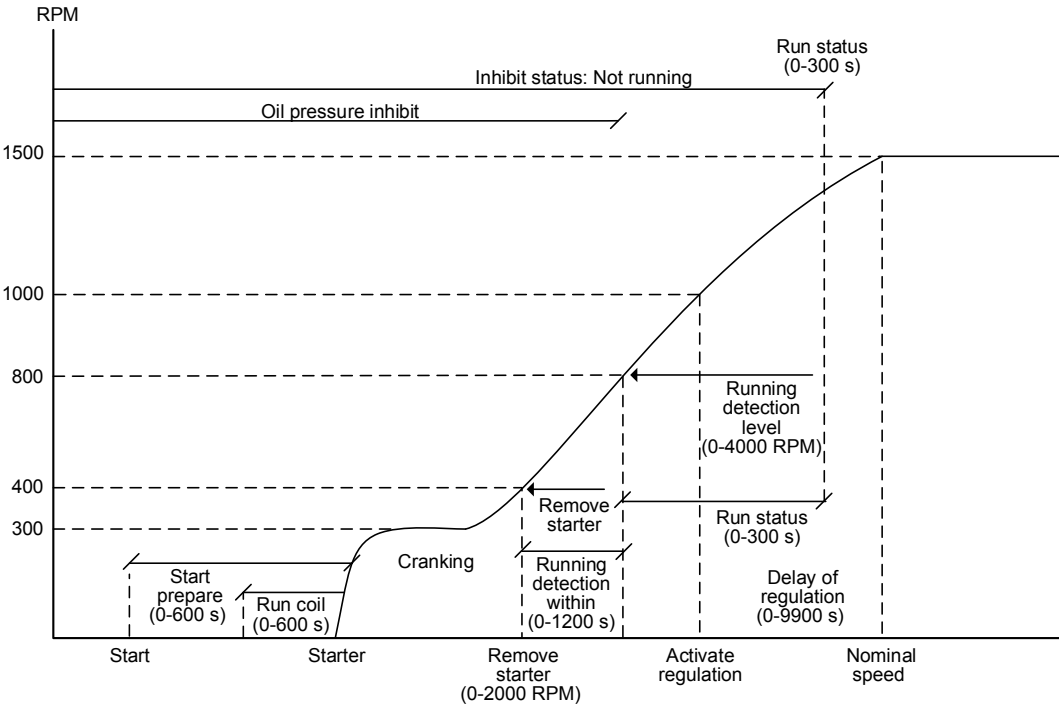 RPM
Run status
(0-300 s)
Inhibit status: Not running
Oil pressure inhibit
1500
1000
800
Running
detection
level
(0-4000 RPM)
400
Remove
starter
300
Run status
(0-300 s)
Cranking
Start
prepare
(0-600 s)
Run coil
(0-600 s)
Running
detection
within
(0-1200 s)
Delay of
regulation
(0-9900 s)
Start
Starter
Remove
starter
(0-2000 RPM)
Activate
regulation
Nominal
speed